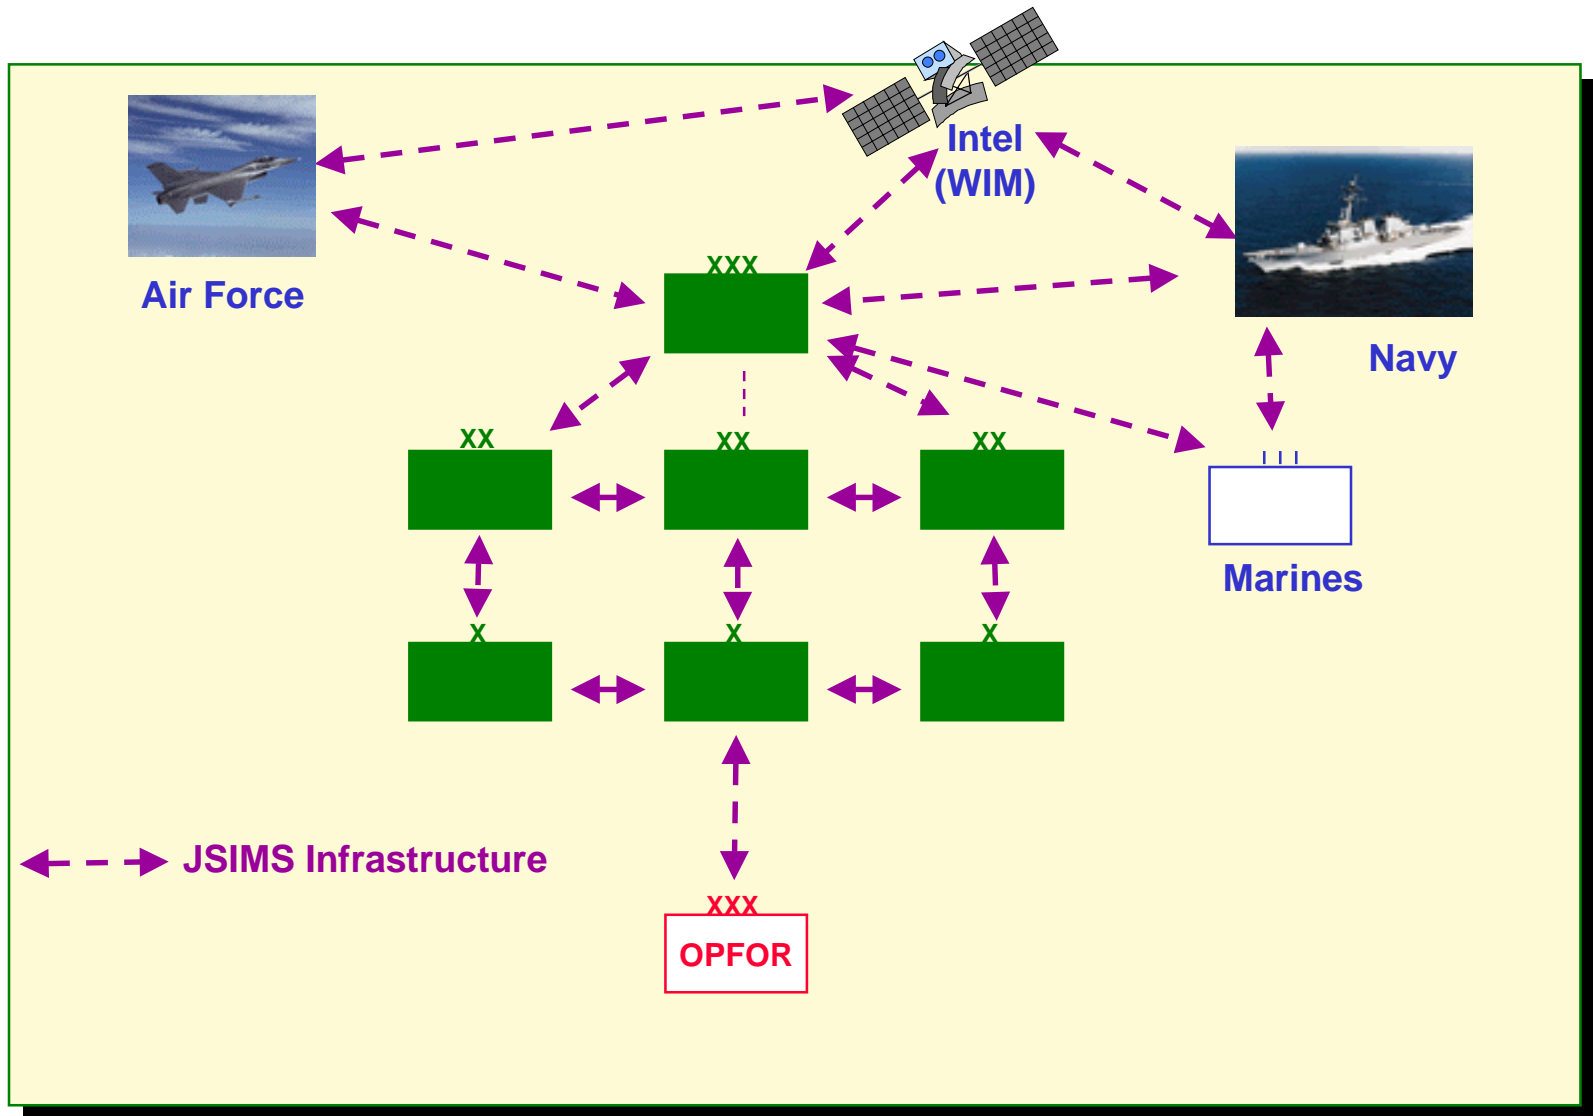 Intel
(WIM)
Air Force
XXX
Navy
XX
XX
XX
I I I
Marines
X
X
X
JSIMS Infrastructure
XXX
OPFOR